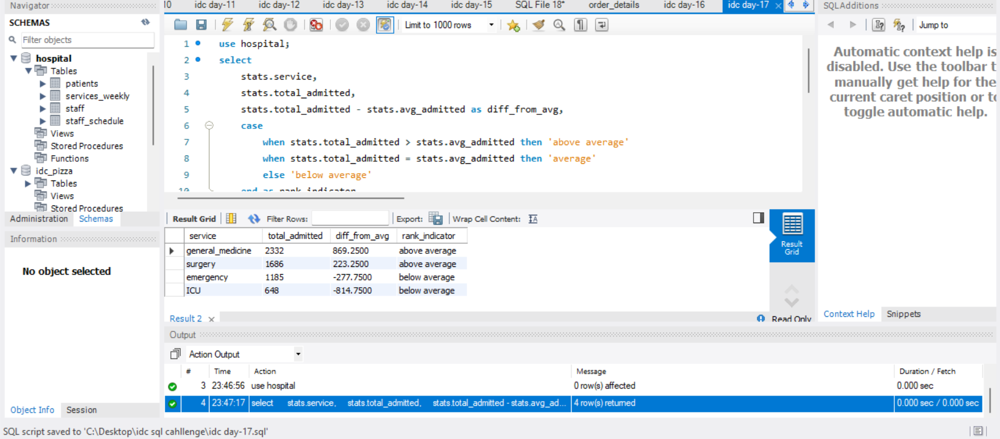 Navigator
SCHEMAS
Filter objects
hospital
Tables
patients
services_weekly
staff
staff_schedule
Views
Stored Procedures
Functions
idc_pizza
Tables
Views
Stored Procedures
Administration Schemas
Information
No object selected
Object Info Session
10 idc day-11 idc day-12 idc day-13 idc day-14 idc day-15 SQL File 18* order_details idc day-16 idc day-17
Limit to 1000 rows
1 use hospital;
2 select
3 stats.service,
4 stats.total_admitted,
5 stats.total_admitted - stats.avg_admitted as diff_from_avg,
6 case
7 when stats.total_admitted > stats.avg_admitted then 'above average'
8 when stats.total_admitted = stats.avg_admitted then 'average'
9 else 'below average'
10 end as rank_indicator
Result Grid Filter Rows: Export: Wrap Cell Content:
service total_admitted diff_from_avg rank_indicator
general_medicine 2332 869.2500 above average
surgery 1686 223.2500 above average
emergency 1185 -277.7500 below average
ICU 648 -814.7500 below average
Result
Grid
Result 2
Read Only
SQLAdditions
Jump to
Automatic context help is
disabled. Use the toolbar t
manually get help for the
current caret position or to
toggle automatic help.
Context Help Snippets
Output
Action Output
# Time Action Message Duration / Fetch
3 23:46:56 use hospital 0 row(s) affected 0.000 sec
4 23:47:17 select stats.service, stats.total_admitted, stats.total_admitted - stats.avg_ad... 4 row(s) returned 0.000 sec / 0.000 sec
SQL script saved to 'C:\Desktop\idc sql cahllenge\idc day-17.sql'